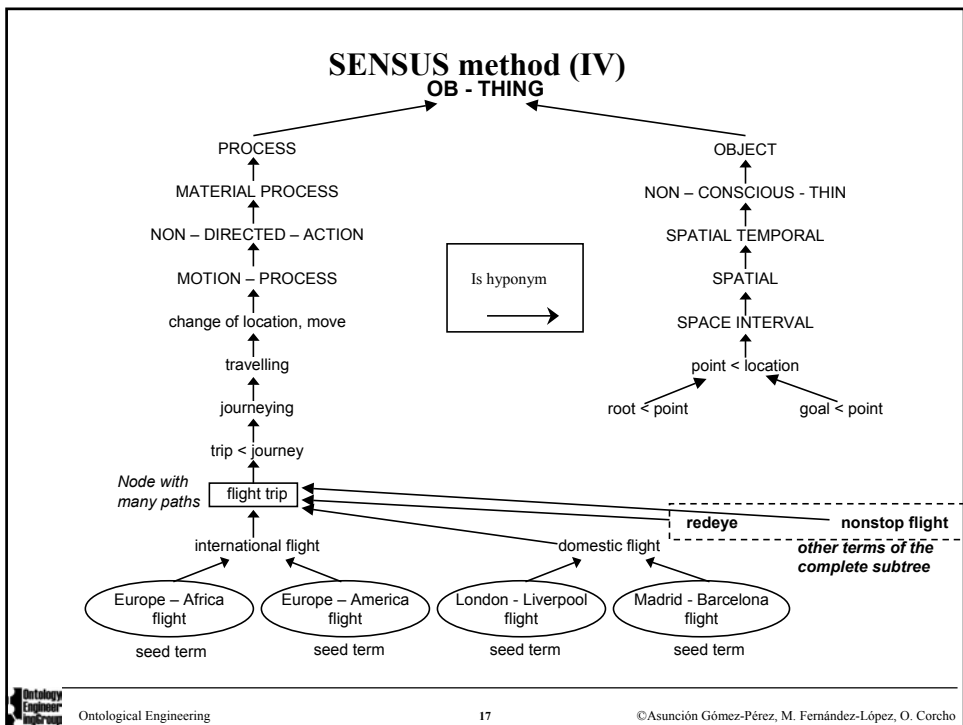 SENSUS method (IV)
OB - THING
PROCESS
OBJECT
MATERIAL PROCESS
NON – CONSCIOUS - THIN
NON – DIRECTED – ACTION
SPATIAL TEMPORAL
MOTION – PROCESS
Is hyponym
SPATIAL
change of location, move
SPACE INTERVAL
travelling
point < location
journeying
root < point
goal < point
trip < journey
Node with
many paths
flight trip
redeye
nonstop flight
international flight
domestic flight
other terms of the
complete subtree
Europe – Africa
flight
Europe – America
flight
London - Liverpool
flight
Madrid - Barcelona
flight
seed term
seed term
seed term
seed term
Ontology
Engineer
ingGroup
Ontological Engineering
17
©Asunción Gómez-Pérez, M. Fernández-López, O. Corcho